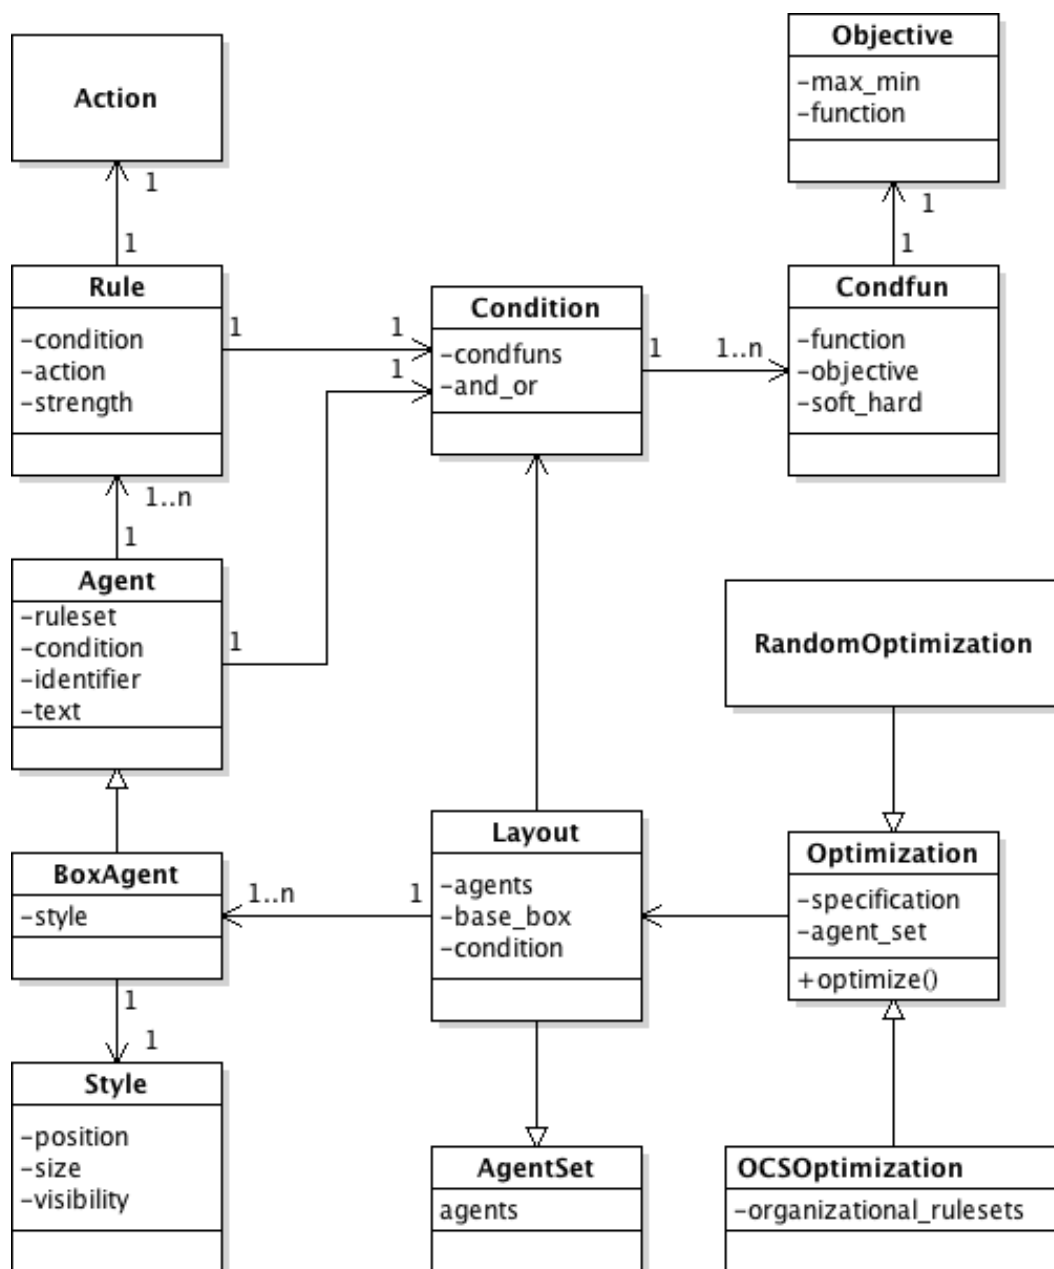 Action
1
1
Objective
-max_min
-function
1
1
Rule
-condition
-action
-strength
1
1
Condition
-condfuns
-and_or
1
1..n
1
Condfun
-function
-objective
-soft_hard
1..n
1
Agent
-ruleset
-condition
-identifier
-text
1
RandomOptimization
BoxAgent
-style
1..n
1
Layout
-agents
-base_box
-condition
Optimization
-specification
-agent_set
+optimize()
1
1
Style
-position
-size
-visibility
AgentSet
agents
OCSOptimization
-organizational_rulesets